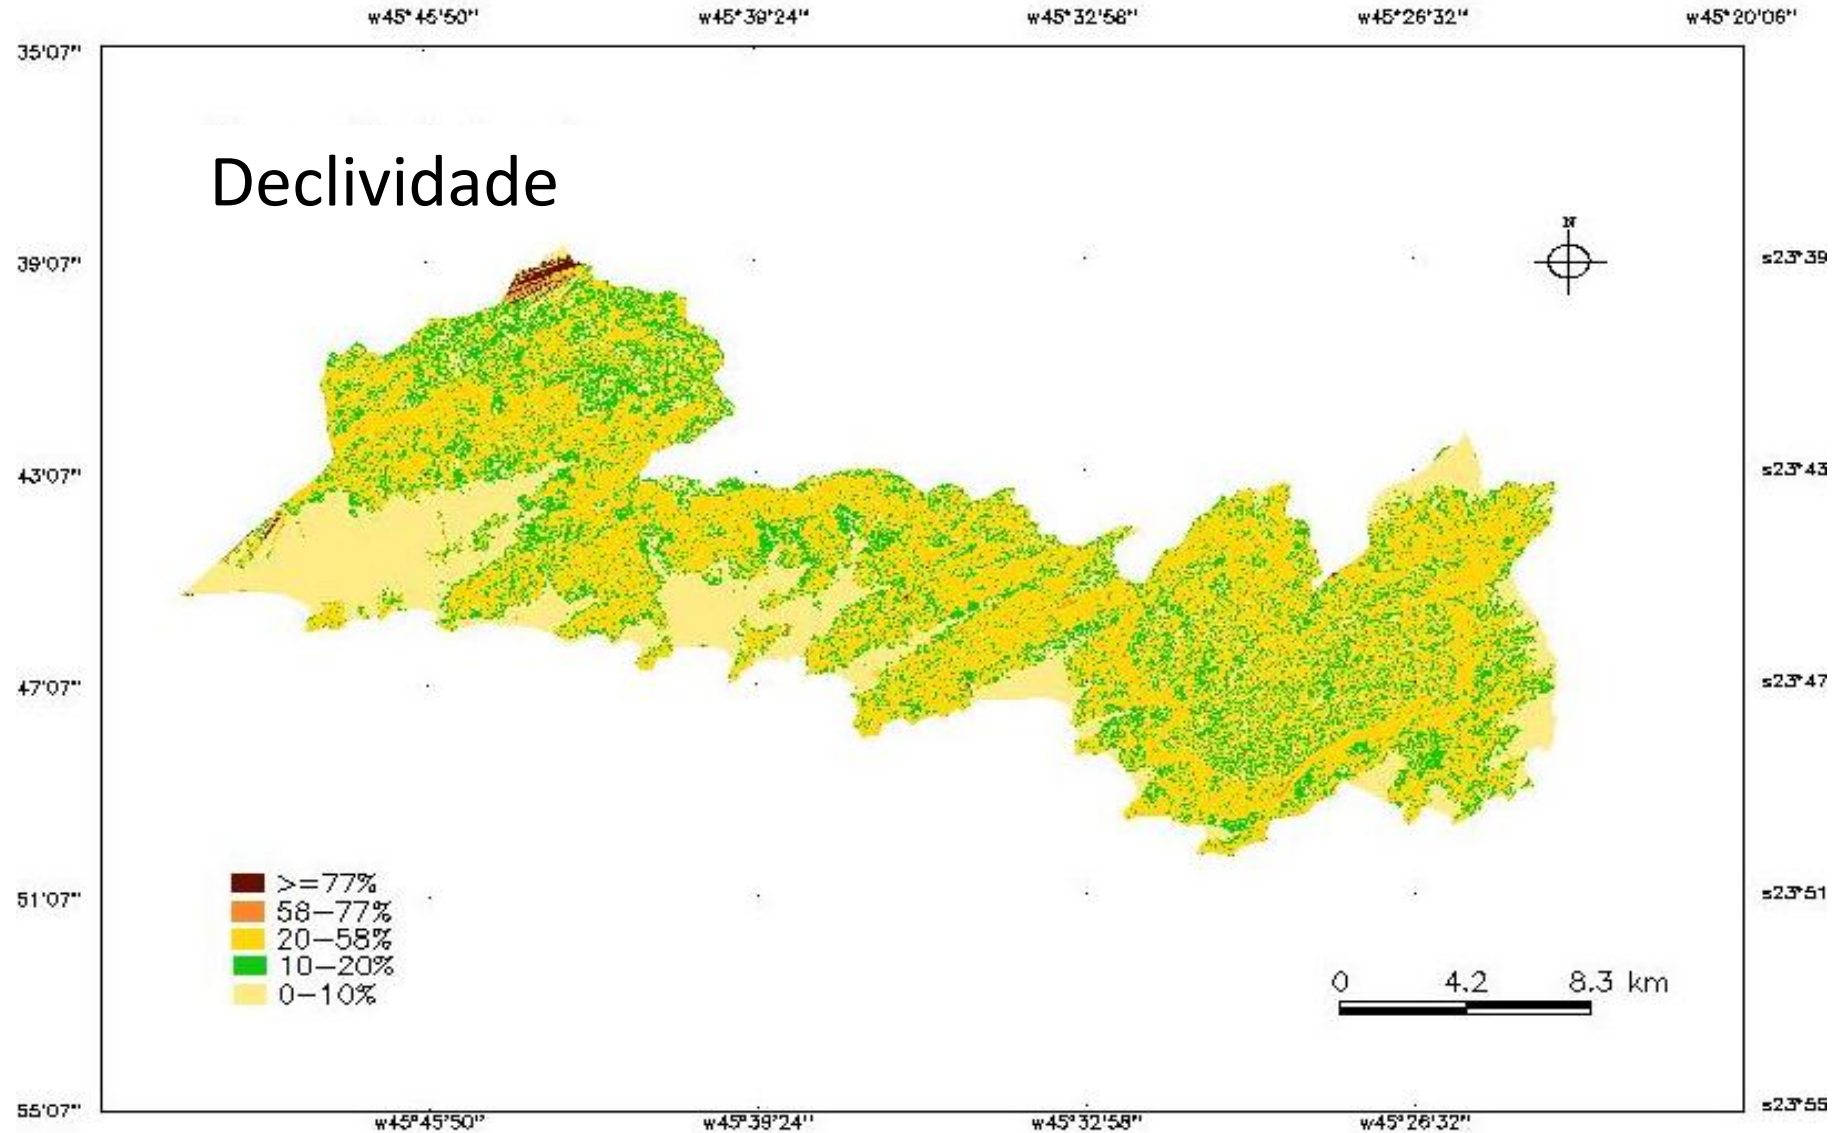 w45°45'50" w45°39'24" w45°32'58" w45°26'32" w45°20'06"
35'07"
Declividade
N
39'07" s23°39
43'07" s23°43
47'07" s23°47
>=77%
58–77%
20–58%
10–20%
0–10%
51'07" s23°51
0 4.2 8.3 km
55'07" s23°55
w45°45'50" w45°39'24" w45°32'58" w45°26'32"